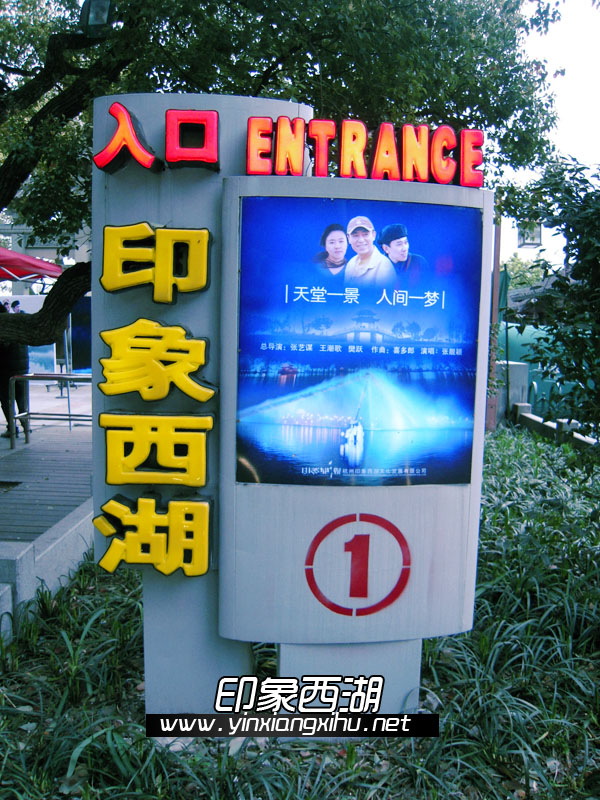 入口 ENTRANCE
印象西湖
天堂一景 人间一梦
总导演：张艺谋 王潮歌 樊跃 作曲：喜多郎 演唱：张靓颖
1
印象西湖
www.yinxiangxihu.net